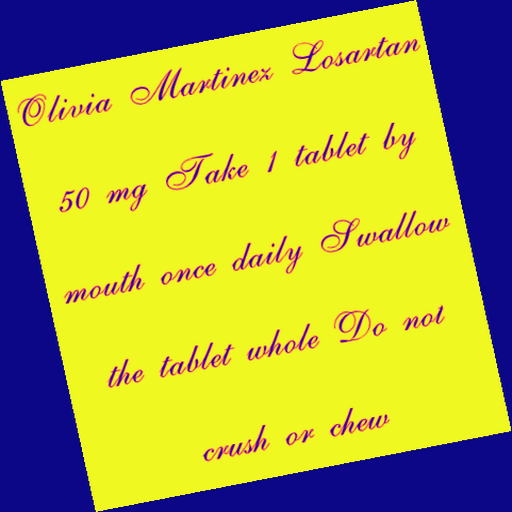 Olivia Martinez Losartan
50 mg Take 1 tablet by
mouth once daily Swallow
the tablet whole Do not
crush or chew